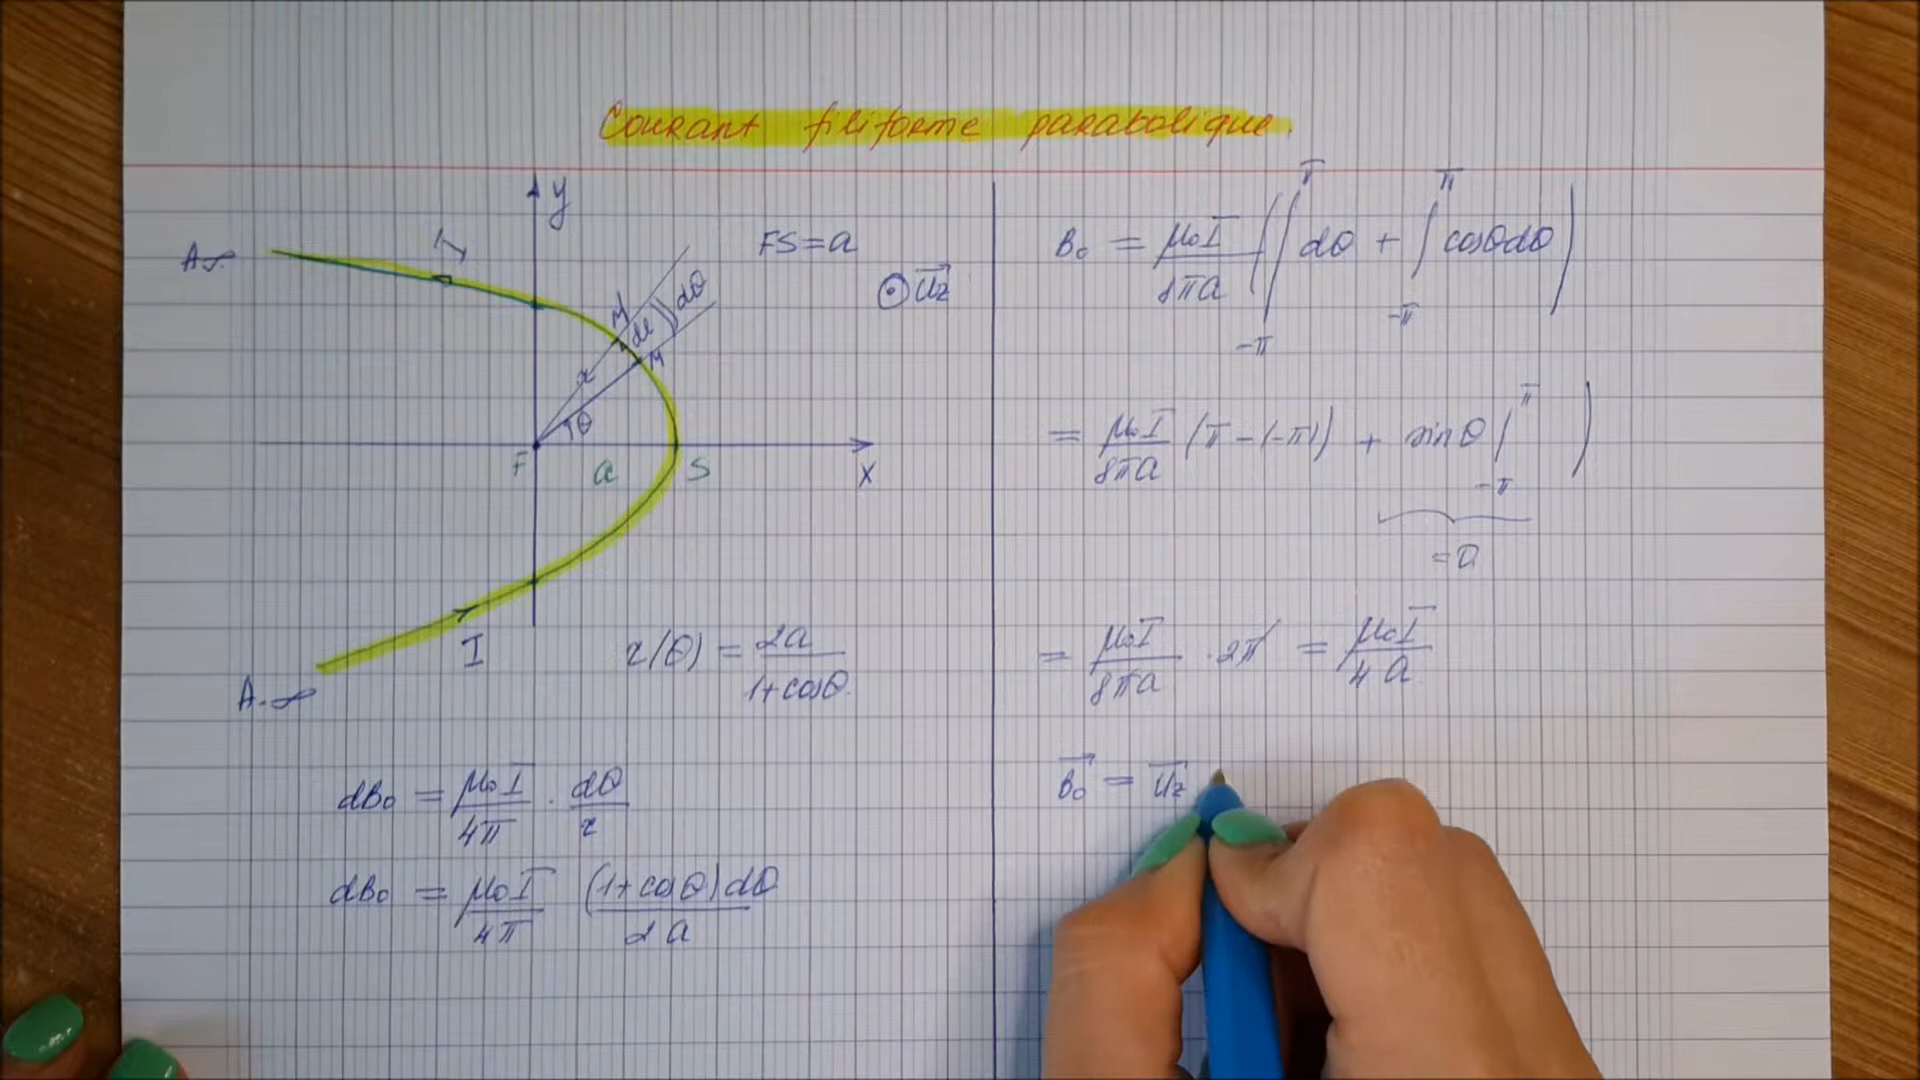 Courant filiforme parabolique.
y
A∞
I
FS=a
⊙ u⃗z
M'
dl
dθ
M
r
θ
F
a
S
x
I
A-∞
r(θ) = 2a / (1+cosθ)
dB₀ = μ₀I/4π · dθ/r
dB₀ = μ₀I/4π (1+cosθ)dθ / 2a
B₀ = μ₀I/8πa (∫_{-π}^{π} dθ + ∫_{-π}^{π} cosθdθ)
= μ₀I/8πa (π-(-π)) + sinθ|_{-π}^{π} )
=0
= μ₀I/8πa · 2π = μ₀I/4a
B⃗₀ = u⃗z